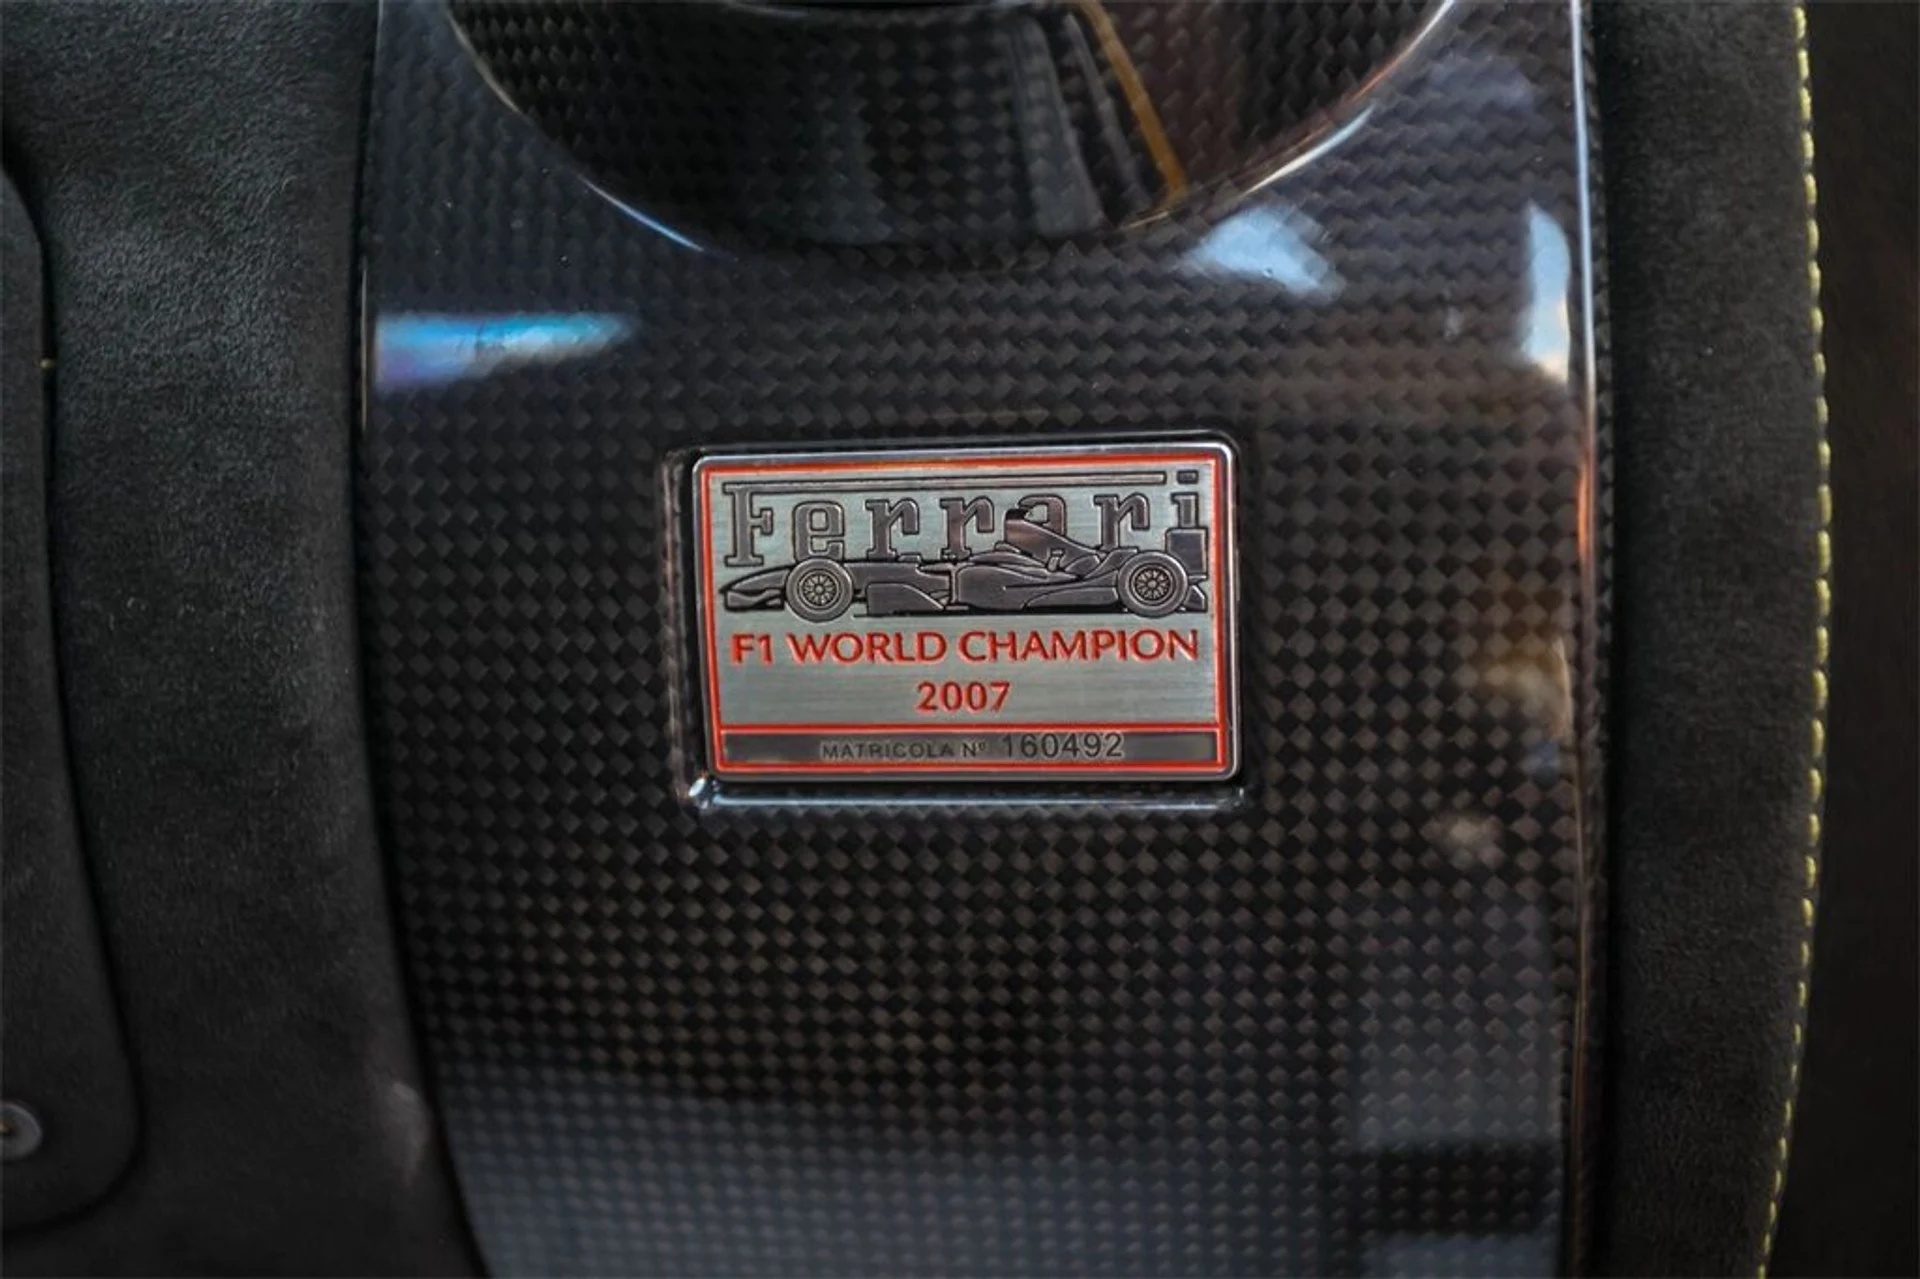 Ferrari
F1 WORLD CHAMPION
2007
MATRICOLA Nº 160492